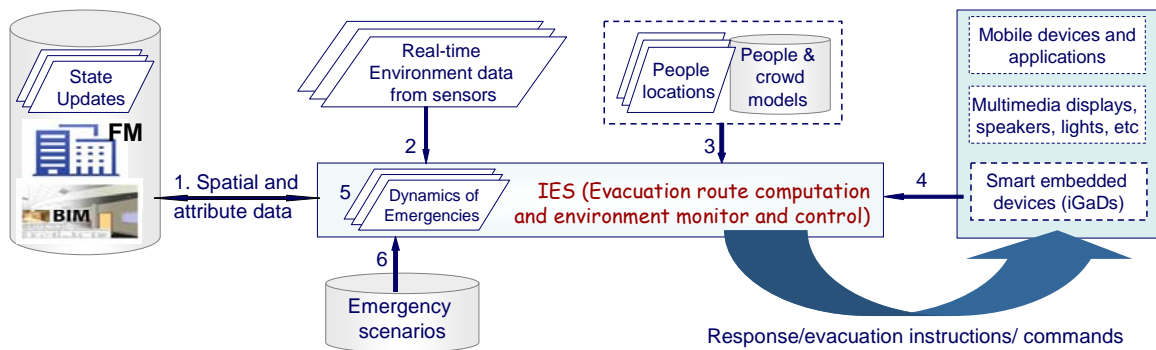 State
Updates
FM
BIM
1. Spatial and
attribute data
Real-time
Environment data
from sensors
2
People
locations
People &
crowd
models
3
5
Dynamics of
Emergencies
IES (Evacuation route computation
and environment monitor and control)
4
6
Emergency
scenarios
Mobile devices and
applications
Multimedia displays,
speakers, lights, etc
Smart embedded
devices (iGaDs)
Response/evacuation instructions/ commands